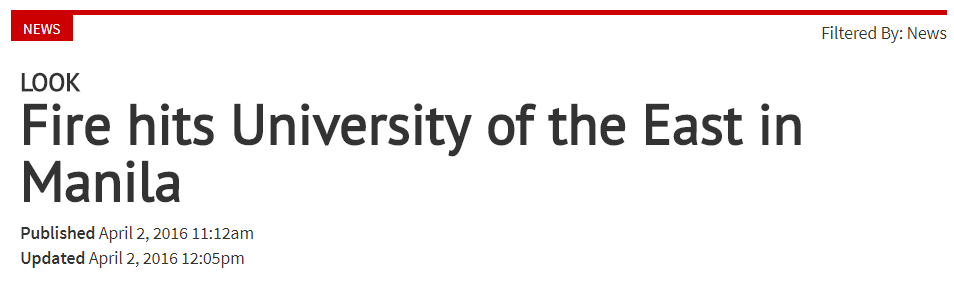 NEWS
Filtered By: News
LOOK
Fire hits University of the East in
Manila
Published April 2, 2016 11:12am
Updated April 2, 2016 12:05pm